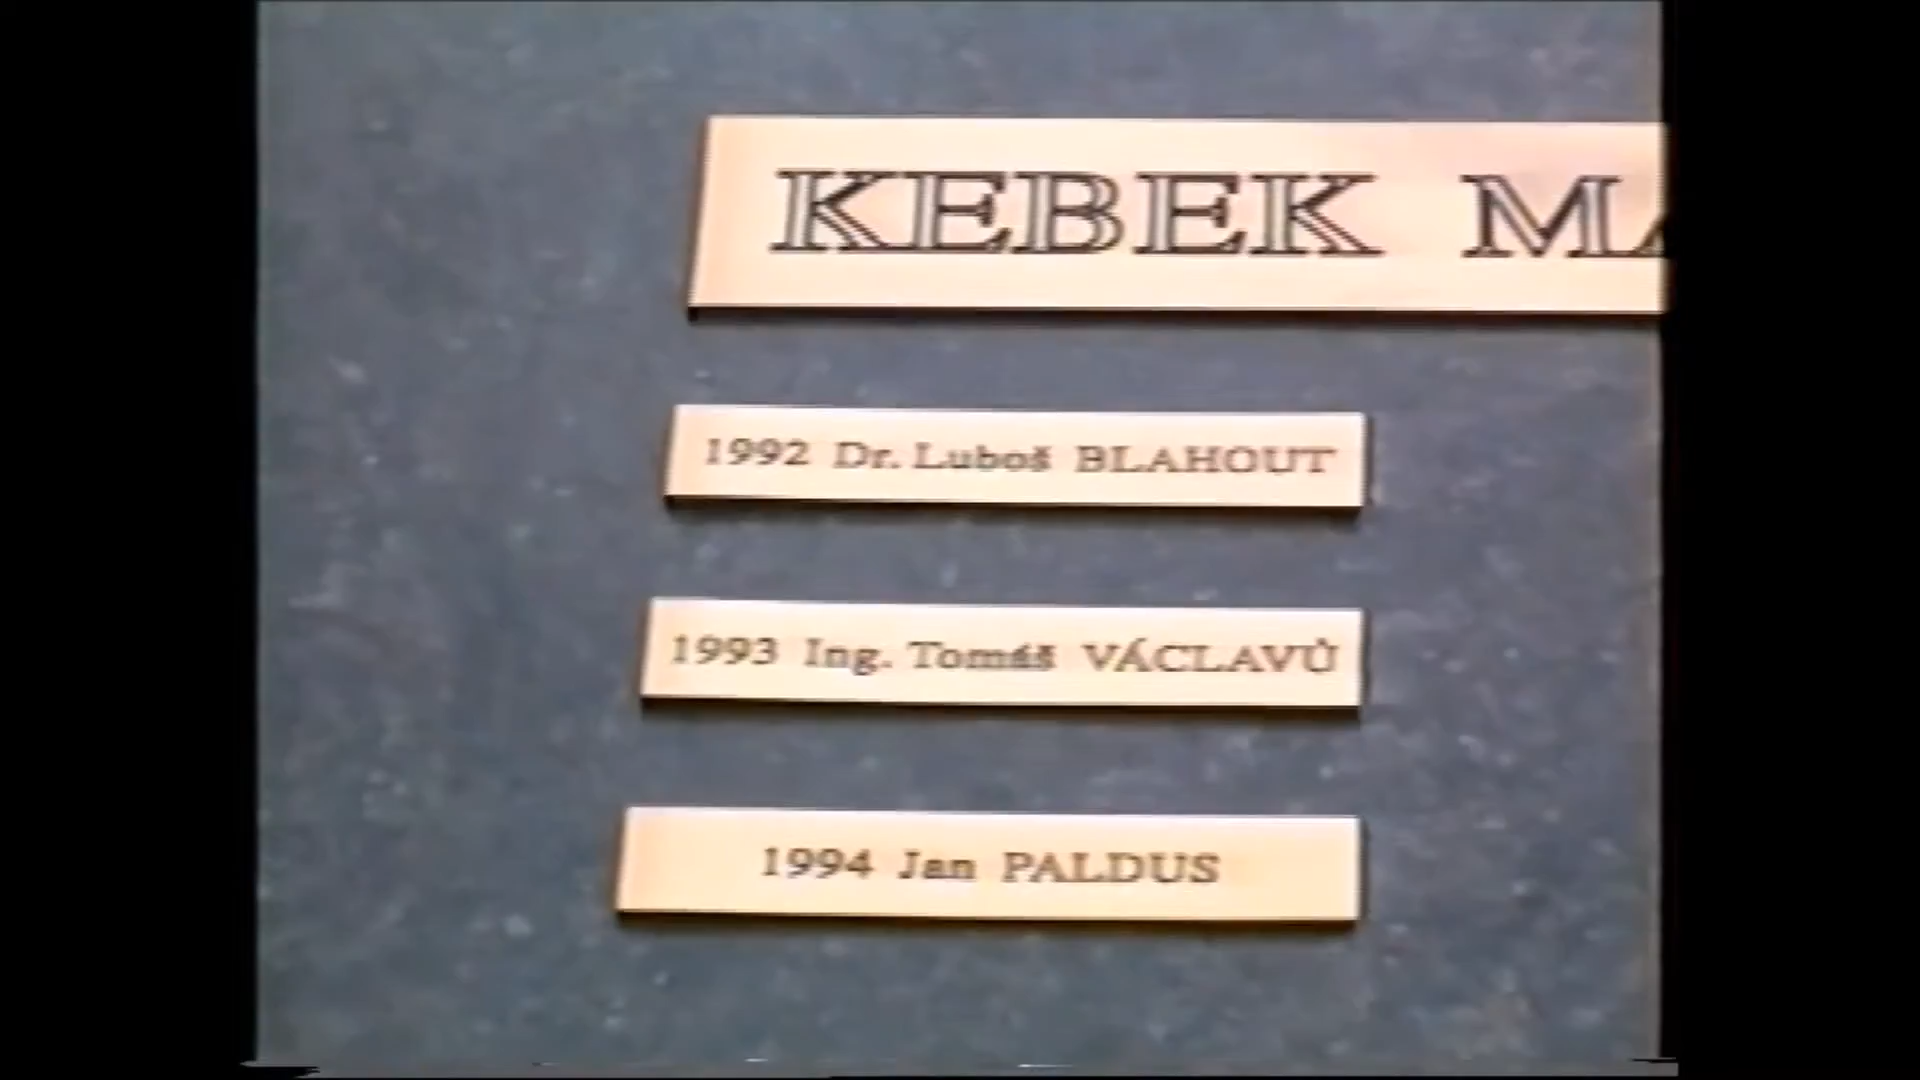 KEBEK MA
1992 Dr. Luboš BLAHOUT
1993 Ing. Tomáš VÁCLAVŮ
1994 Jan PALDUS